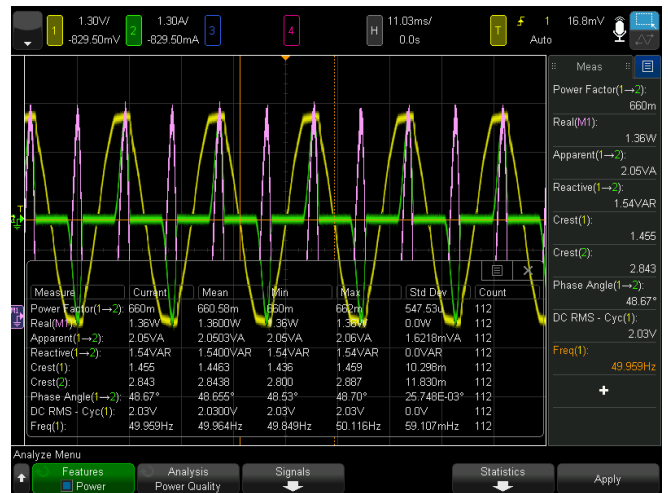 1 1.30V/ 2 1.30A/ 3 4 H 11.03ms/ T 1 16.8mV
-829.50mV -829.50mA 0.0s Auto
Meas
Power Factor(1→2):
660m
Real(M1):
1.36W
Apparent(1→2):
2.05VA
Reactive(1→2):
1.54VAR
Crest(1):
1.455
Crest(2):
2.843
Phase Angle(1→2):
48.67°
DC RMS - Cyc(1):
2.03V
Freq(1):
49.959Hz
+
T
M1
Measure Current Mean Min Max Std Dev Count
Power Factor(1→2): 660m 660.58m 660m 662m 547.53u 112
Real(M1): 1.36W 1.3600W 1.36W 1.36W 0.0W 112
Apparent(1→2): 2.05VA 2.0503VA 2.05VA 2.06VA 1.6218mVA 112
Reactive(1→2): 1.54VAR 1.5400VAR 1.54VAR 1.54VAR 0.0VAR 112
Crest(1): 1.455 1.4463 1.436 1.459 10.298m 112
Crest(2): 2.843 2.8438 2.800 2.887 11.830m 112
Phase Angle(1→2): 48.67° 48.655° 48.53° 48.70° 25.748E-03° 112
DC RMS - Cyc(1): 2.03V 2.0300V 2.03V 2.03V 0.0V 112
Freq(1): 49.959Hz 49.964Hz 49.849Hz 50.116Hz 59.107mHz 112
Analyze Menu
Features Analysis Signals Statistics Apply
Power Power Quality